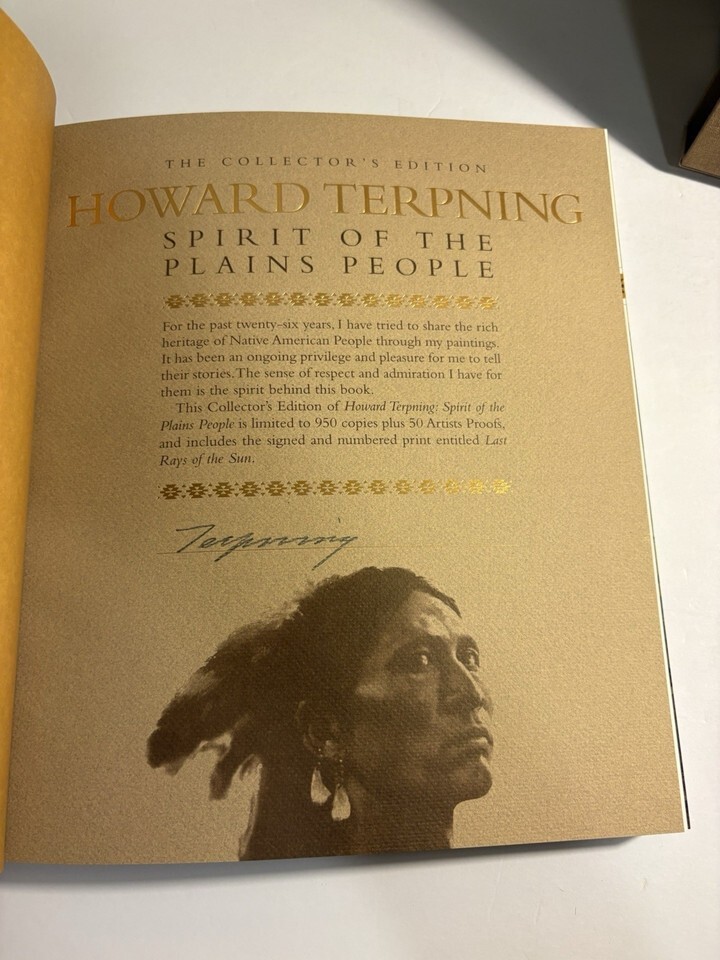 THE COLLECTOR'S EDITION
HOWARD TERPNING
SPIRIT OF THE
PLAINS PEOPLE
For the past twenty-six years, I have tried to share the rich
heritage of Native American People through my paintings.
It has been an ongoing privilege and pleasure for me to tell
their stories. The sense of respect and admiration I have for
them is the spirit behind this book.
This Collector's Edition of Howard Terpning: Spirit of the
Plains People is limited to 950 copies plus 50 Artists Proofs,
and includes the signed and numbered print entitled Last
Rays of the Sun.
Terpning